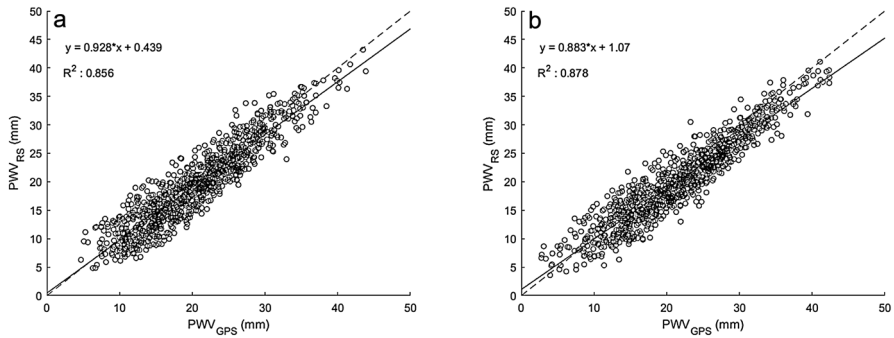 a
y = 0.928*x + 0.439
R² : 0.856
50
45
40
35
30
25
20
15
10
5
0
PWV_RS (mm)
0 10 20 30 40 50
PWV_GPS (mm)
b
y = 0.883*x + 1.07
R² : 0.878
50
45
40
35
30
25
20
15
10
5
0
PWV_RS (mm)
0 10 20 30 40 50
PWV_GPS (mm)